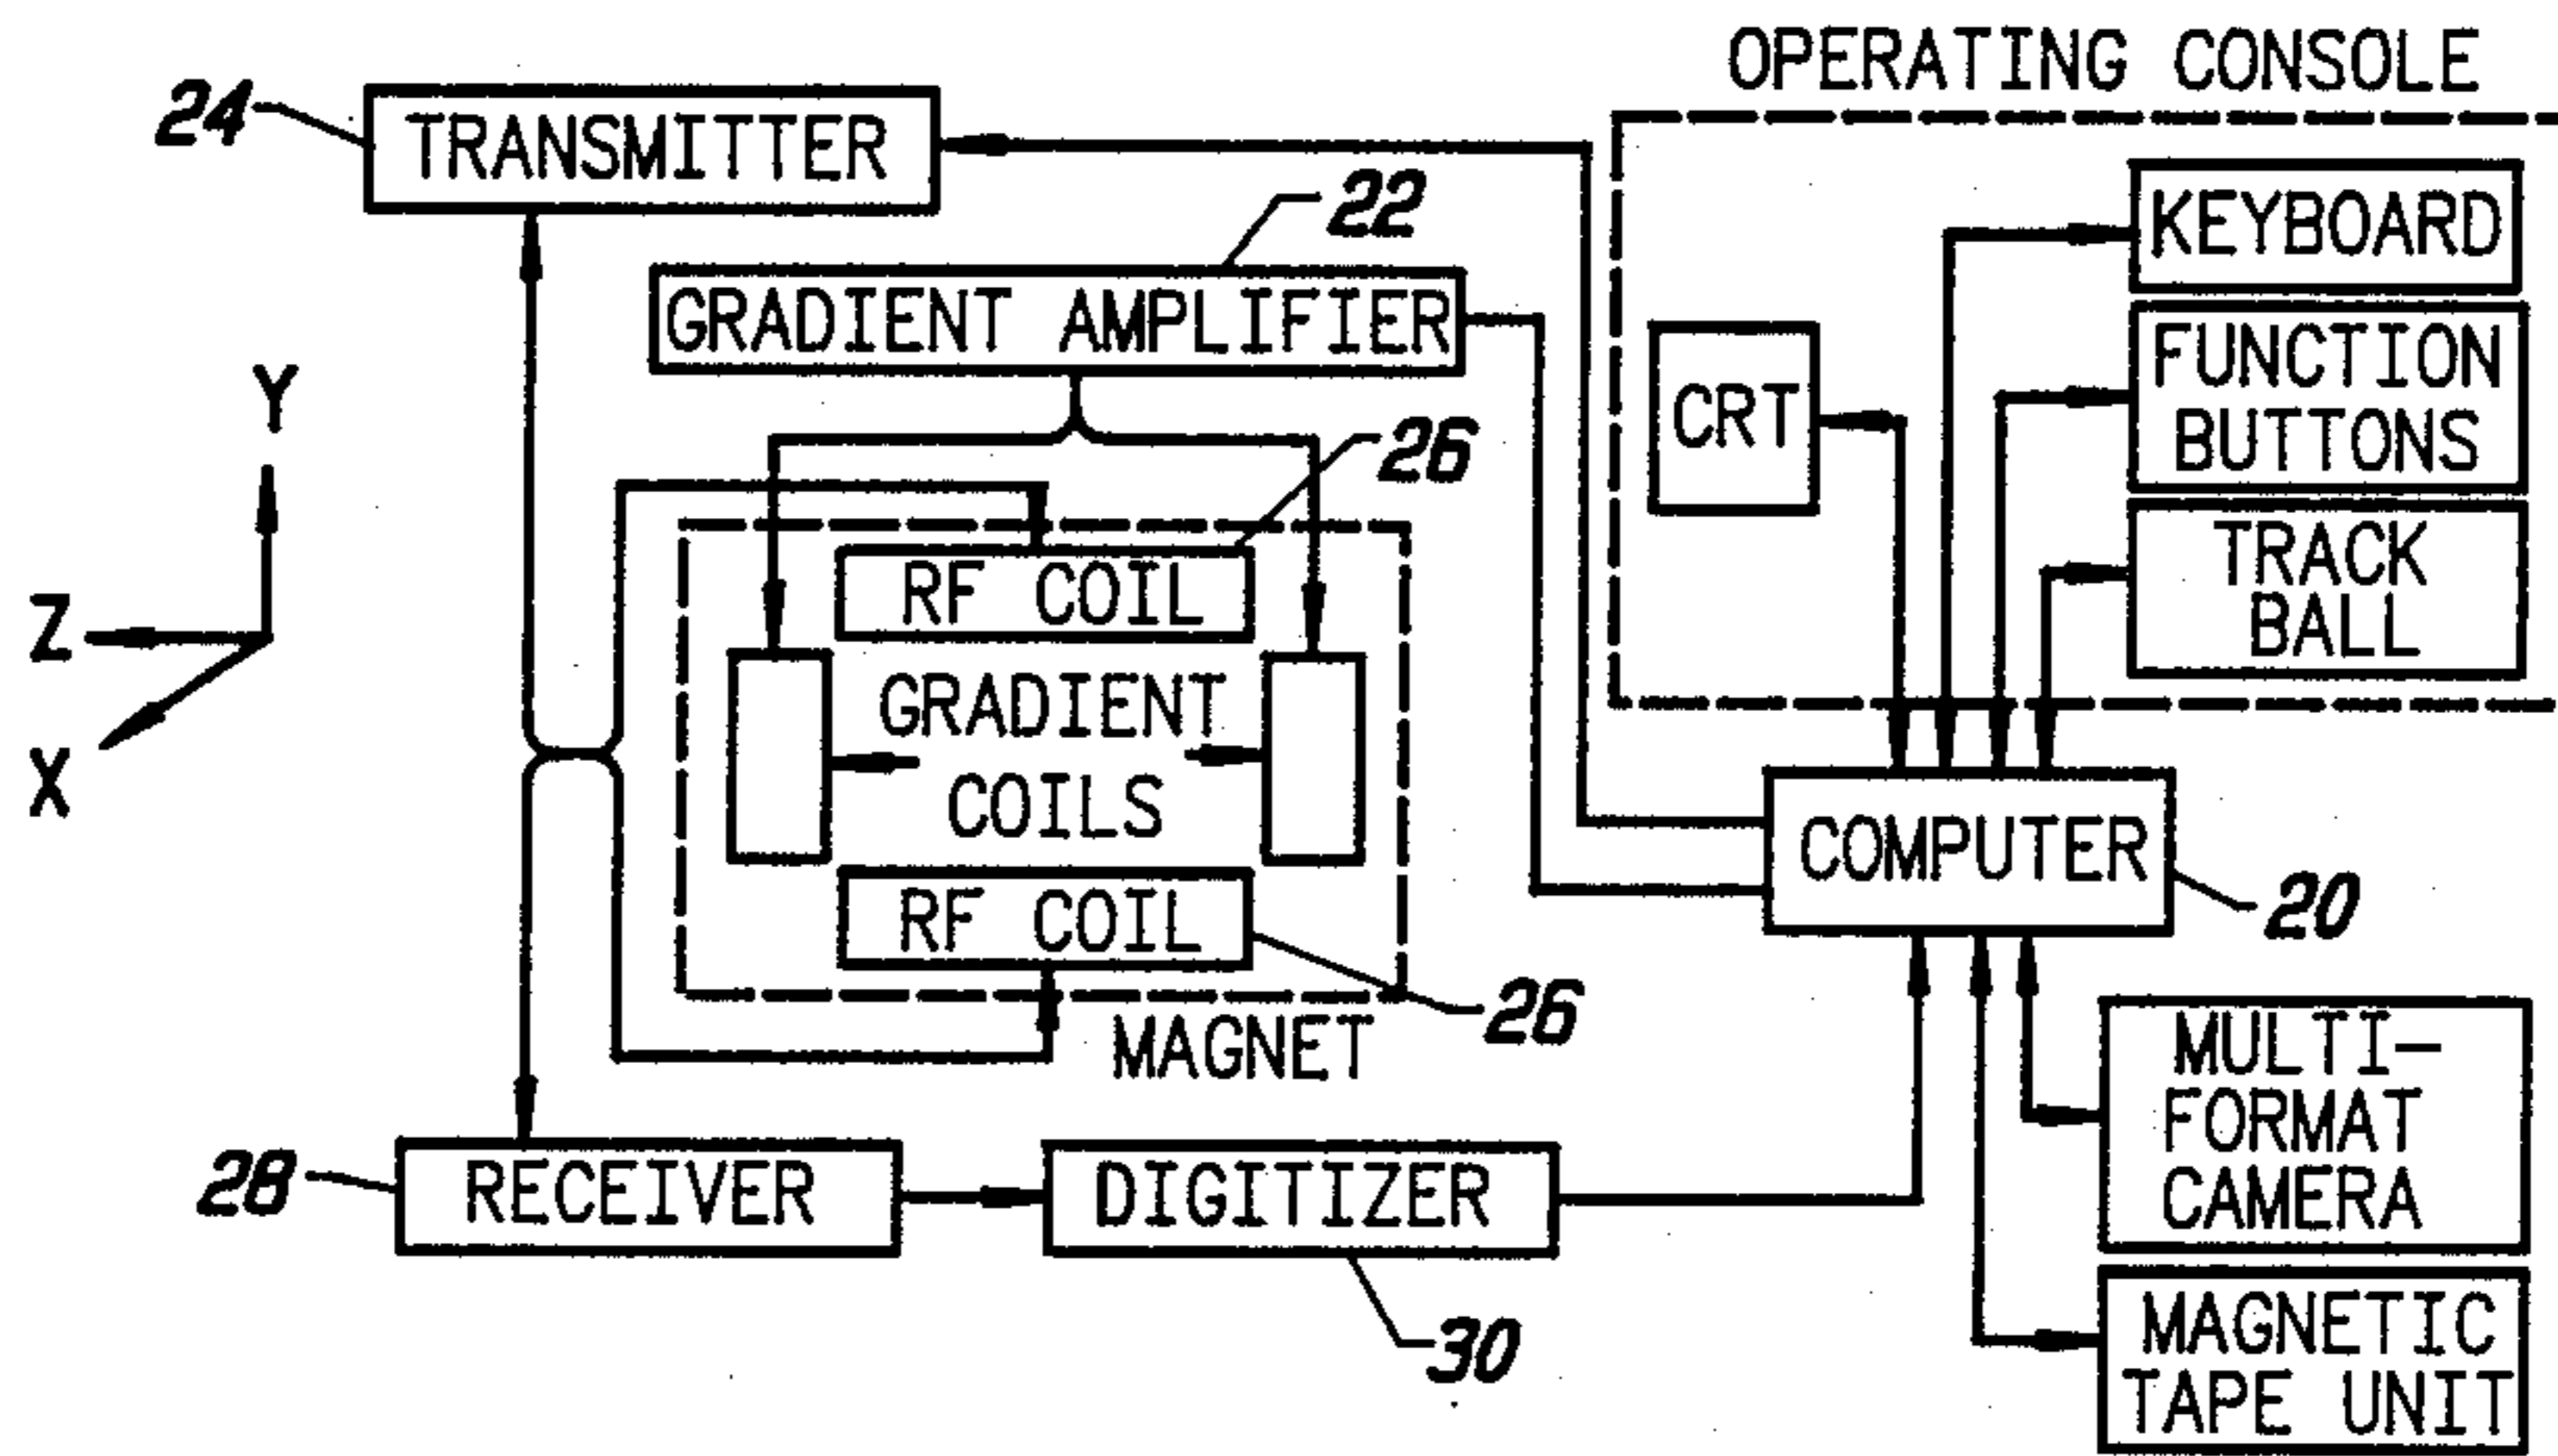 OPERATING CONSOLE
24
TRANSMITTER
22
KEYBOARD
GRADIENT AMPLIFIER
FUNCTION
BUTTONS
CRT
Y
26
TRACK
BALL
RF COIL
Z
X
GRADIENT
COILS
COMPUTER
20
RF COIL
26
MAGNET
MULTI-
FORMAT
CAMERA
28
RECEIVER
DIGITIZER
30
MAGNETIC
TAPE UNIT